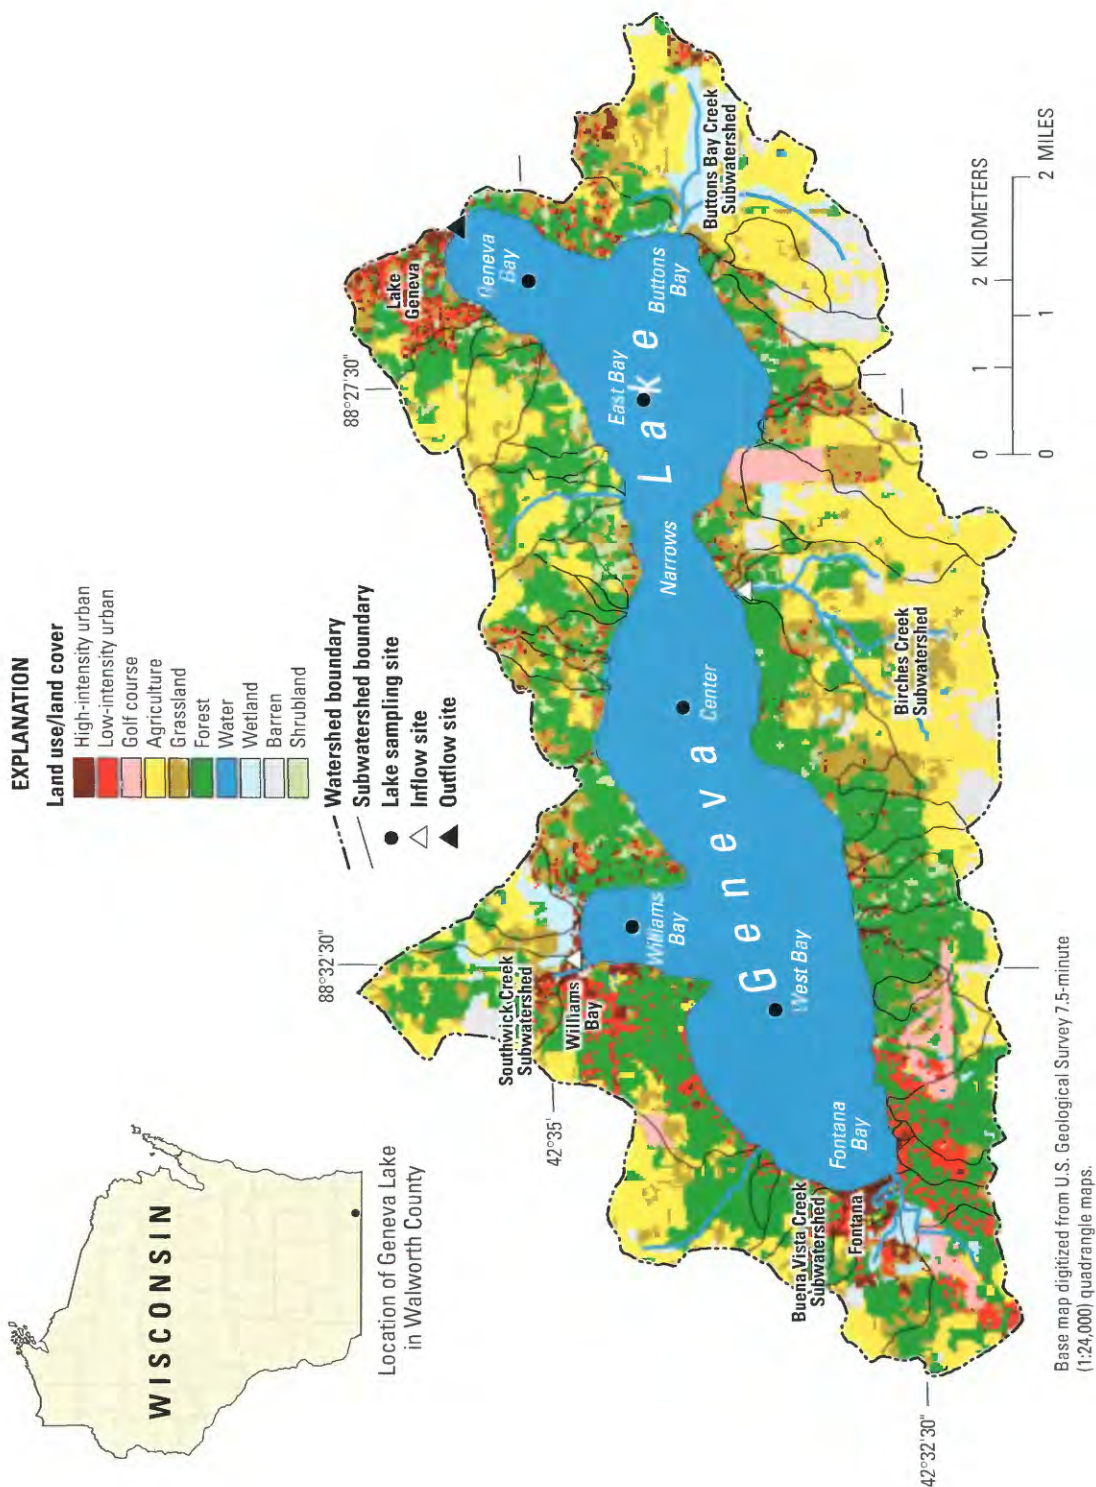 WISCONSIN
Location of Geneva Lake
in Walworth County
EXPLANATION
Land use/land cover
High-intensity urban
Low-intensity urban
Golf course
Agriculture
Grassland
Forest
Water
Wetland
Barren
Shrubland
Watershed boundary
Subwatershed boundary
Lake sampling site
Inflow site
Outflow site
88°32'30"
88°27'30"
42°35'
42°32'30"
Southwick Creek
Subwatershed
Williams
Bay
Williams
Bay
Buena Vista Creek
Subwatershed
Fontana
Fontana
Bay
West Bay
Geneva Lake
Center
Narrows
East Bay
Geneva
Bay
Lake
Geneva
Buttons
Bay
Buttons Bay Creek
Subwatershed
Birches Creek
Subwatershed
0 1 2 KILOMETERS
0 1 2 MILES
Base map digitized from U.S. Geological Survey 7.5-minute
(1:24,000) quadrangle maps.